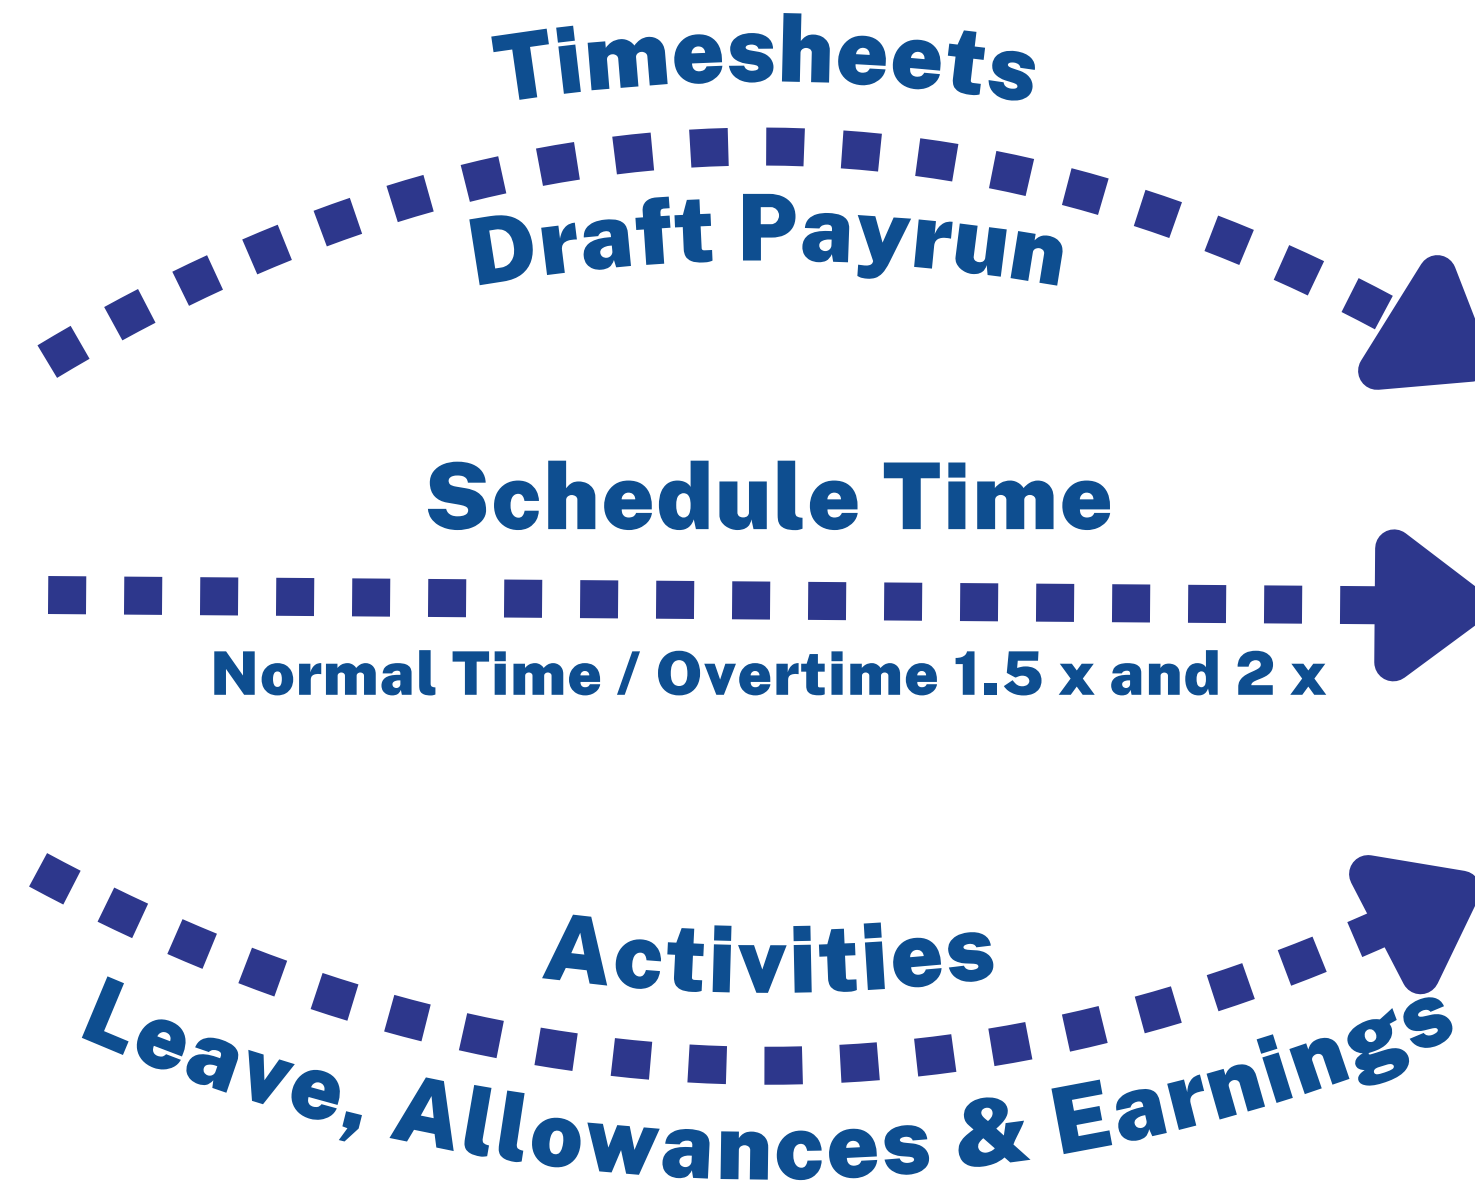 Timesheets
Draft Payrun
Schedule Time
Normal Time / Overtime 1.5 x and 2 x
Activities
Leave, Allowances & Earnings